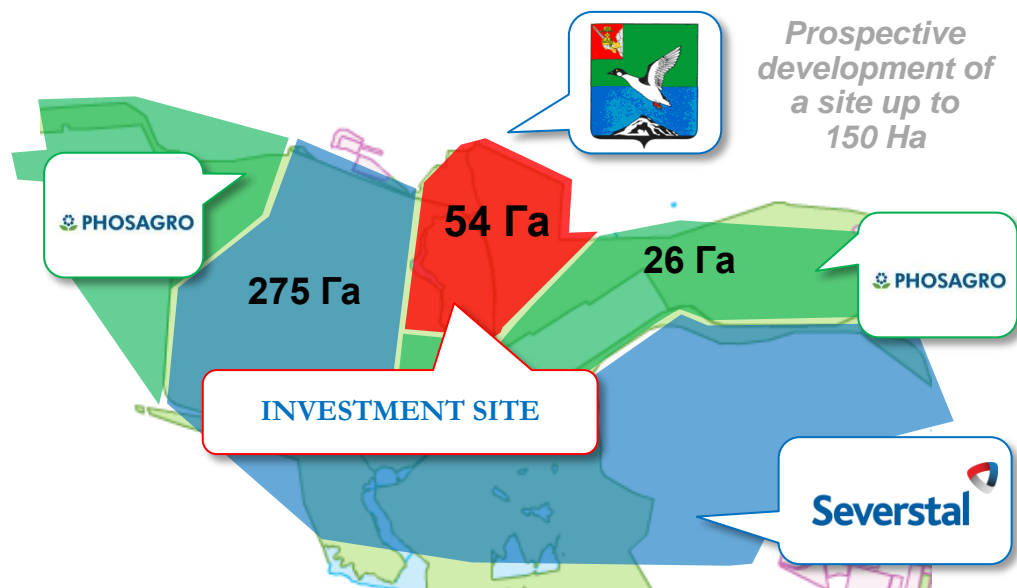 Prospective
development of
a site up to
150 Ha
PHOSAGRO
54 Га
26 Га
275 Га
PHOSAGRO
INVESTMENT SITE
Severstal